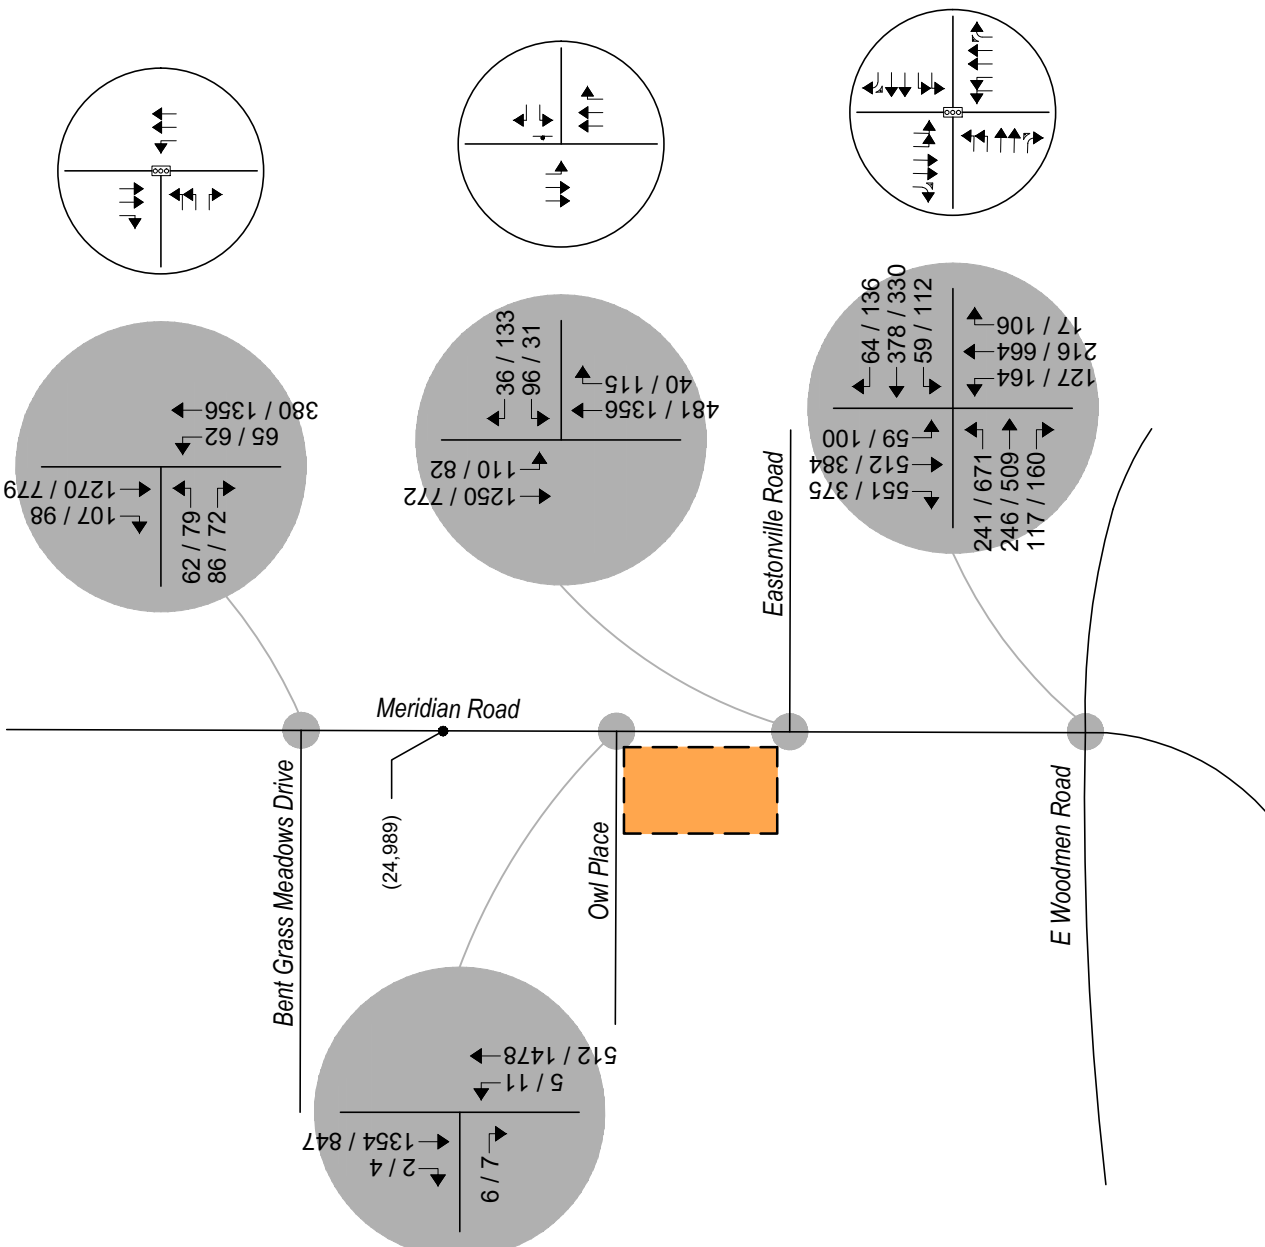 64 / 136
378 / 330
59 / 112
17 / 106
216 / 664
127 / 164
59 / 100
512 / 384
551 / 375
241 / 671
246 / 509
117 / 160
36 / 133
96 / 31
40 / 115
481 / 1356
110 / 82
1250 / 772
380 / 1356
65 / 62
1270 / 779
107 / 98
62 / 79
86 / 72
Eastonville Road
Meridian Road
Bent Grass Meadows Drive
(24,989)
Owl Place
E Woodmen Road
512 / 1478
5 / 11
1354 / 847
2 / 4
6 / 7